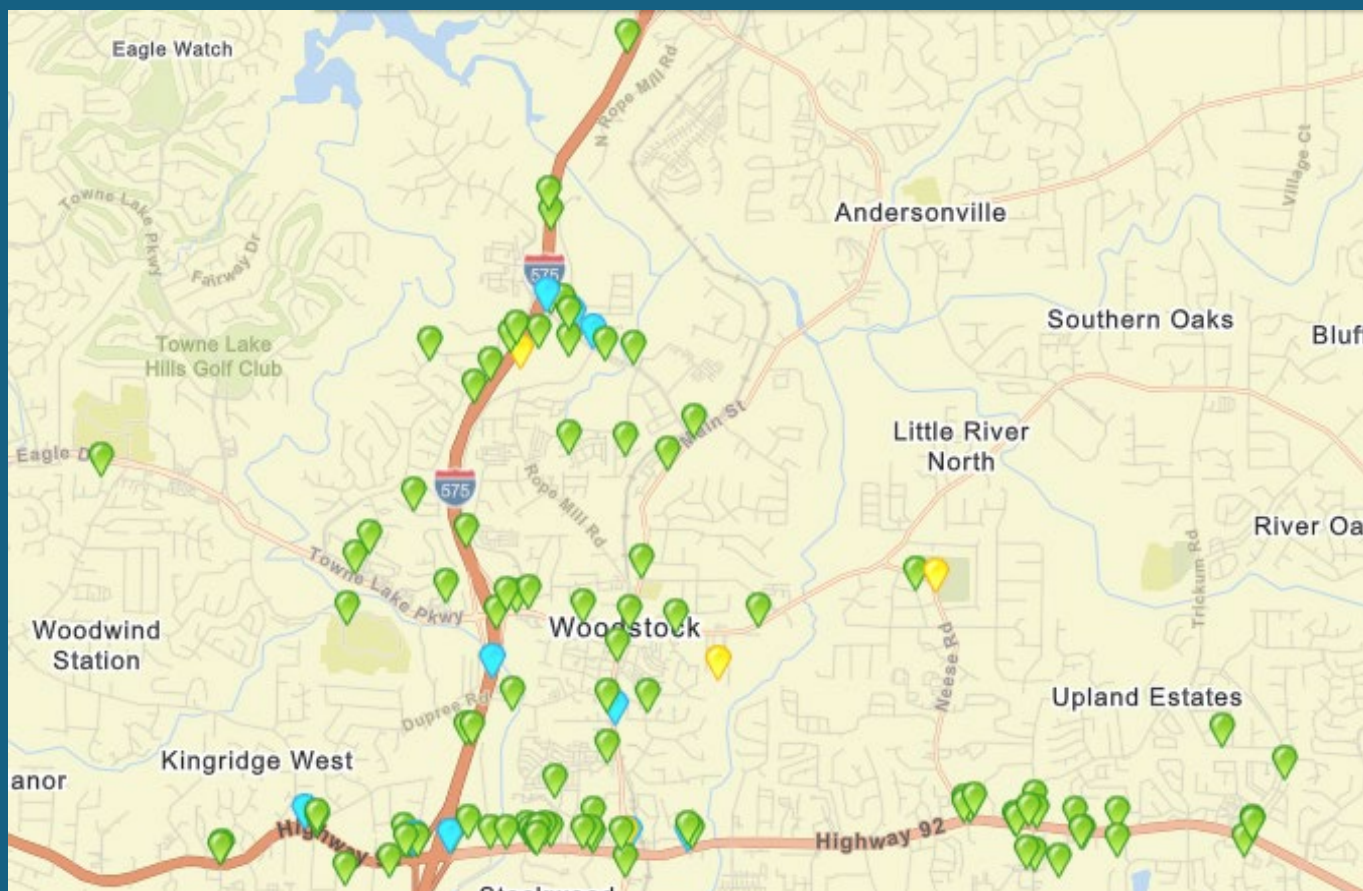 Eagle Watch
N Rope Mill Rd
Towne Lake
Pkwy
Fairway Dr
Village Ct
Andersonville
575
Southern Oaks
Towne Lake
Hills Golf Club
Main St
Little River
North
Eagle D
575
Rope Mill Rd
River Oa
Trickum Rd
Towne Lake Pkwy
Woodstock
Woodwind
Station
Neese Rd
Upland Estates
Dupree Rd
Kingridge West
anor
Highway
Highway 92